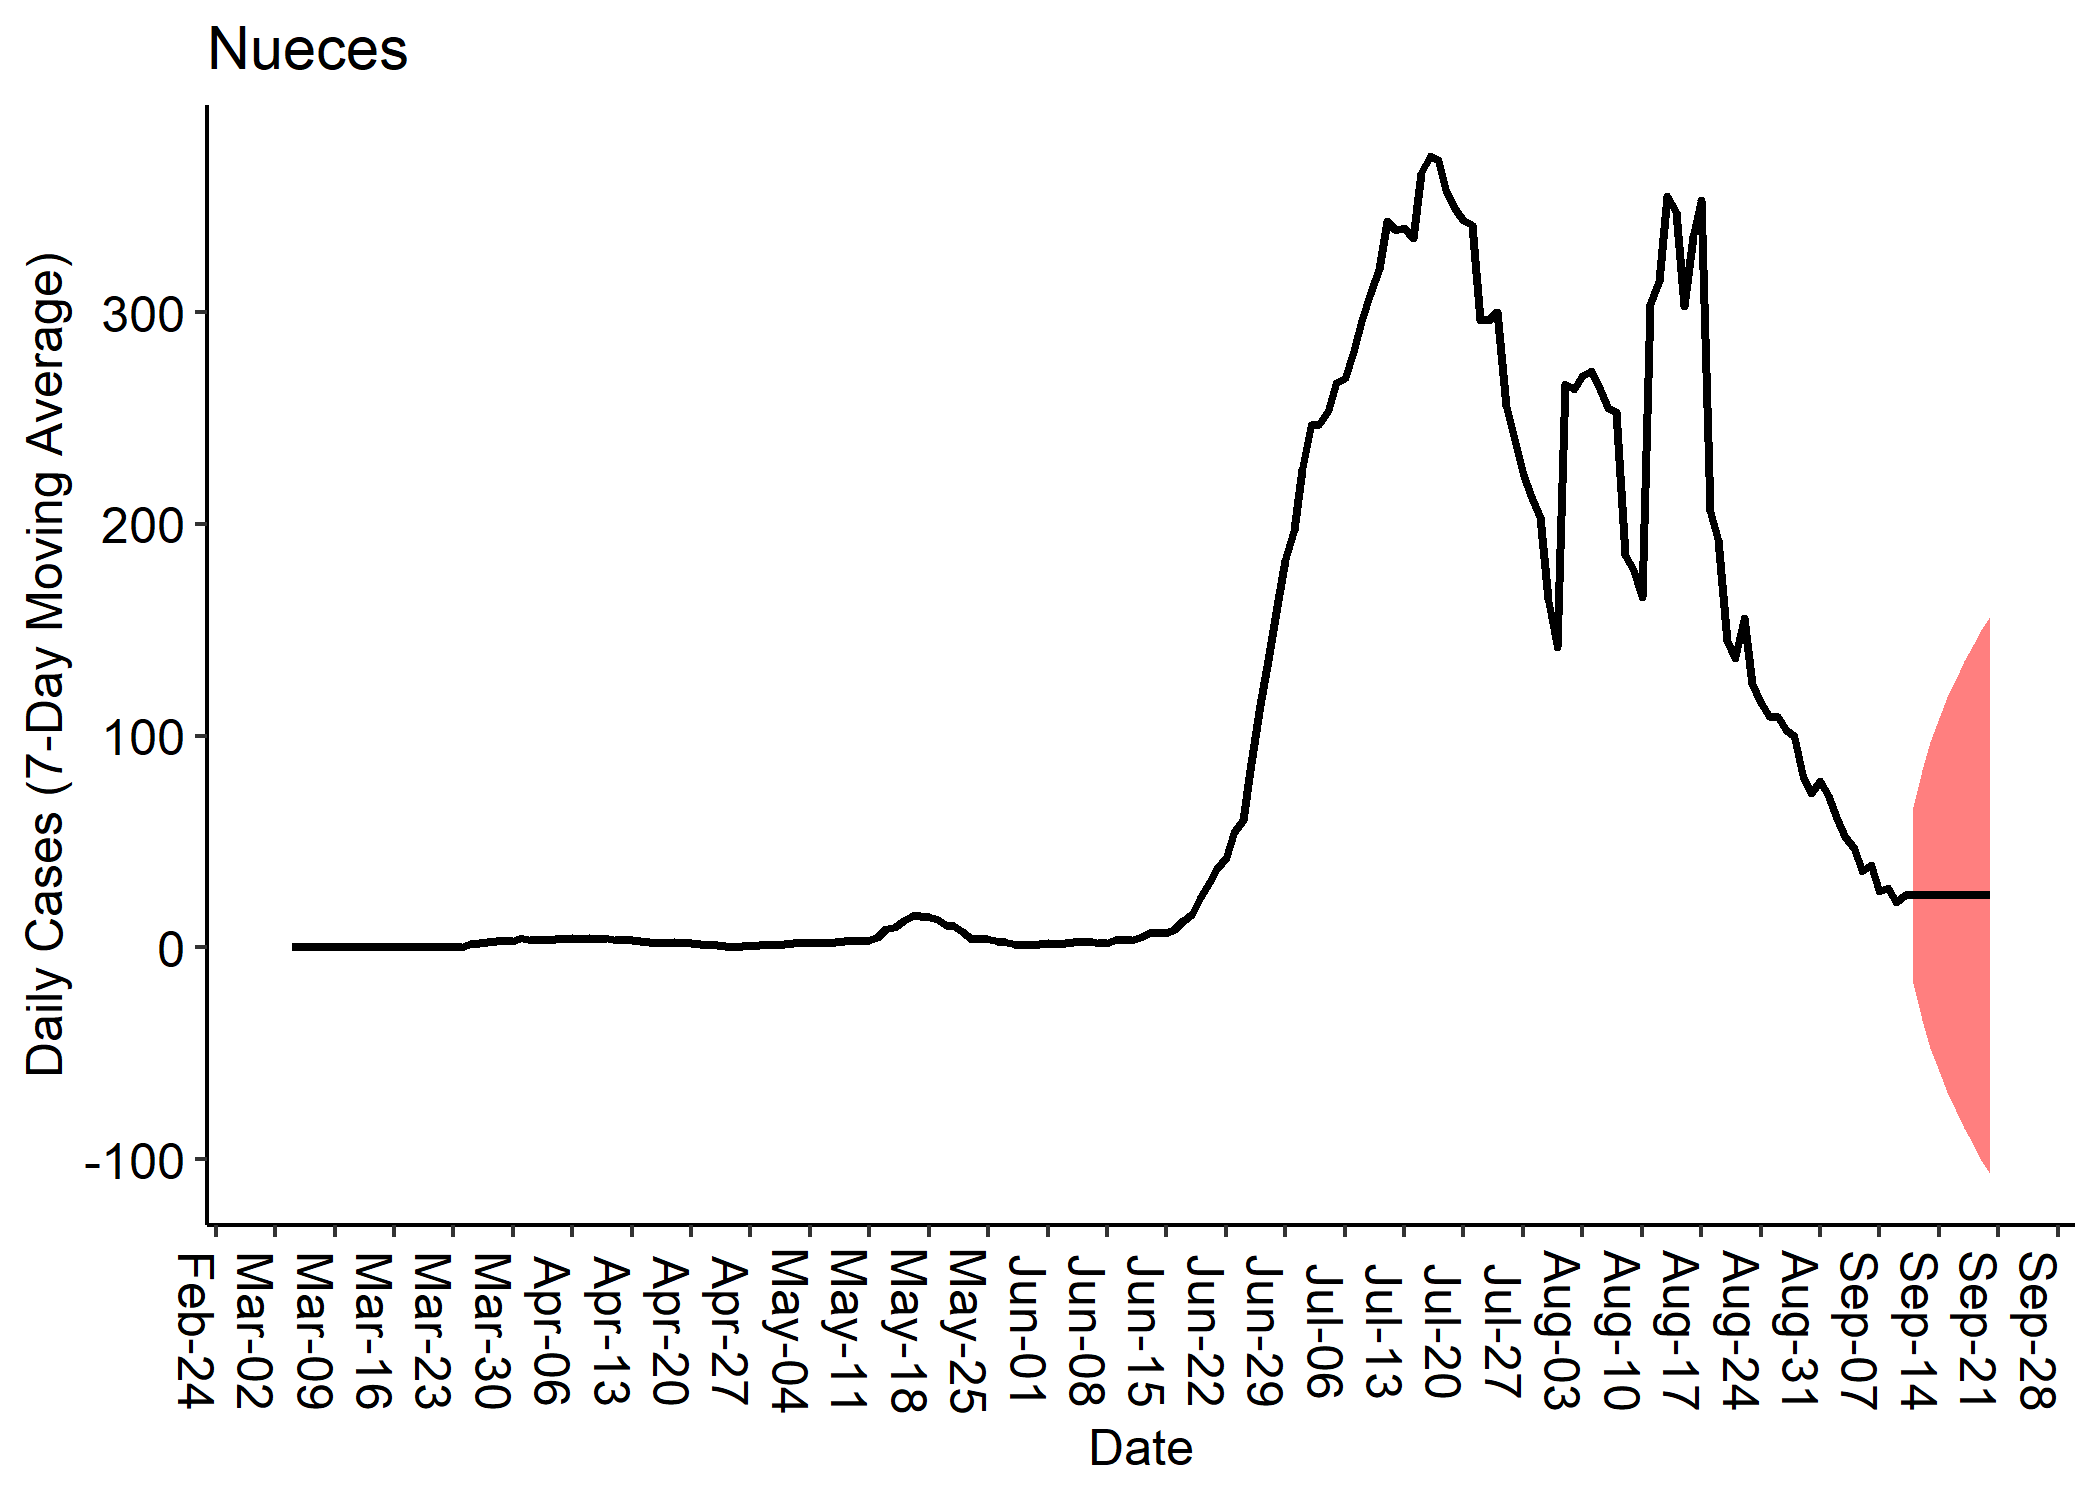 Nueces
Daily Cases (7-Day Moving Average)
300
200
100
0
-100
Feb-24
Mar-02
Mar-09
Mar-16
Mar-23
Mar-30
Apr-06
Apr-13
Apr-20
Apr-27
May-04
May-11
May-18
May-25
Jun-01
Jun-08
Jun-15
Jun-22
Jun-29
Jul-06
Jul-13
Jul-20
Jul-27
Aug-03
Aug-10
Aug-17
Aug-24
Aug-31
Sep-07
Sep-14
Sep-21
Sep-28
Date